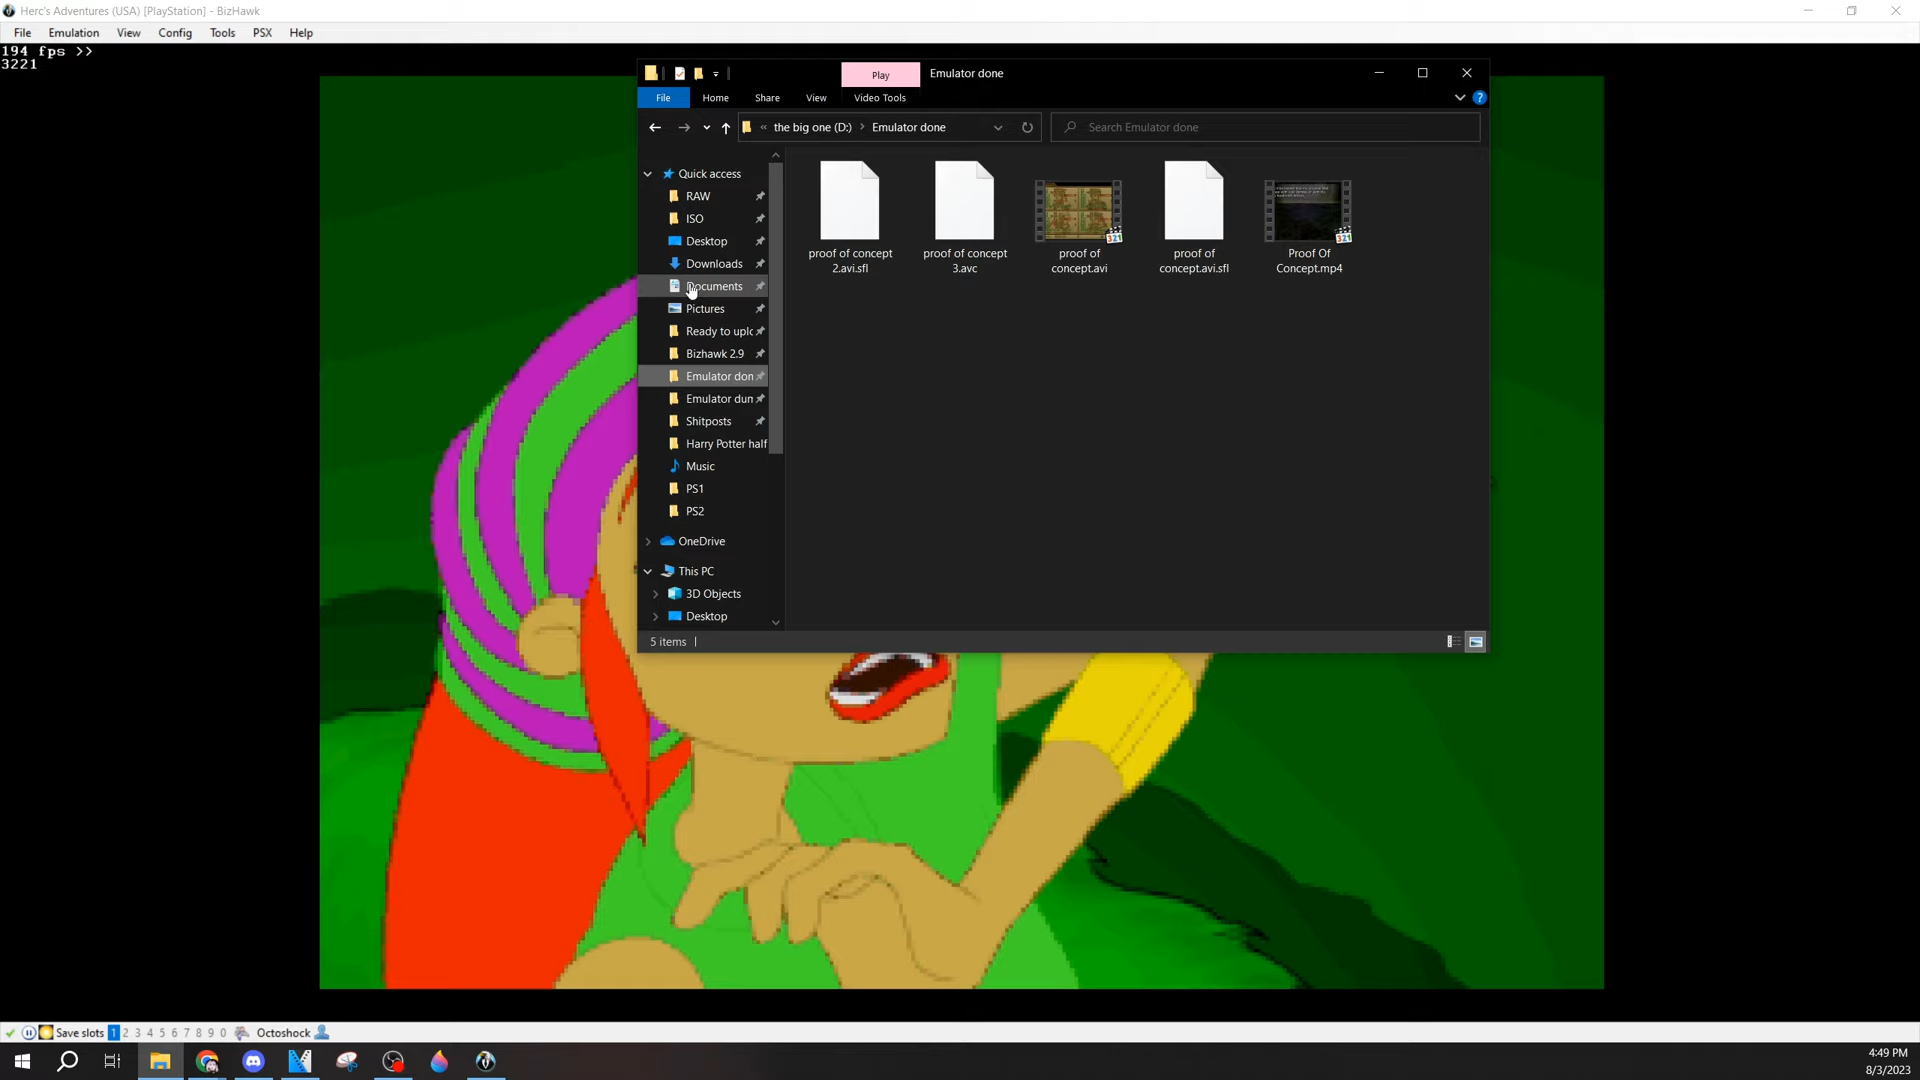 Herc's Adventures (USA) [PlayStation] - BizHawk
File Emulation View Config Tools PSX Help
194 fps >>
3221
Play Emulator done
File Home Share View Video Tools
« the big one (D:) > Emulator done
Search Emulator done
Quick access
RAW
ISO
Desktop
Downloads
Documents
Pictures
Ready to uplo
Bizhawk 2.9
Emulator don
Emulator dum
Shitposts
Harry Potter half
Music
PS1
PS2
OneDrive
This PC
3D Objects
Desktop
proof of concept 2.avi.sfl
proof of concept 3.avc
proof of concept.avi
proof of concept.avi.sfl
Proof Of Concept.mp4
5 items
Save slots 1 2 3 4 5 6 7 8 9 0 Octoshock
4:49 PM
8/3/2023